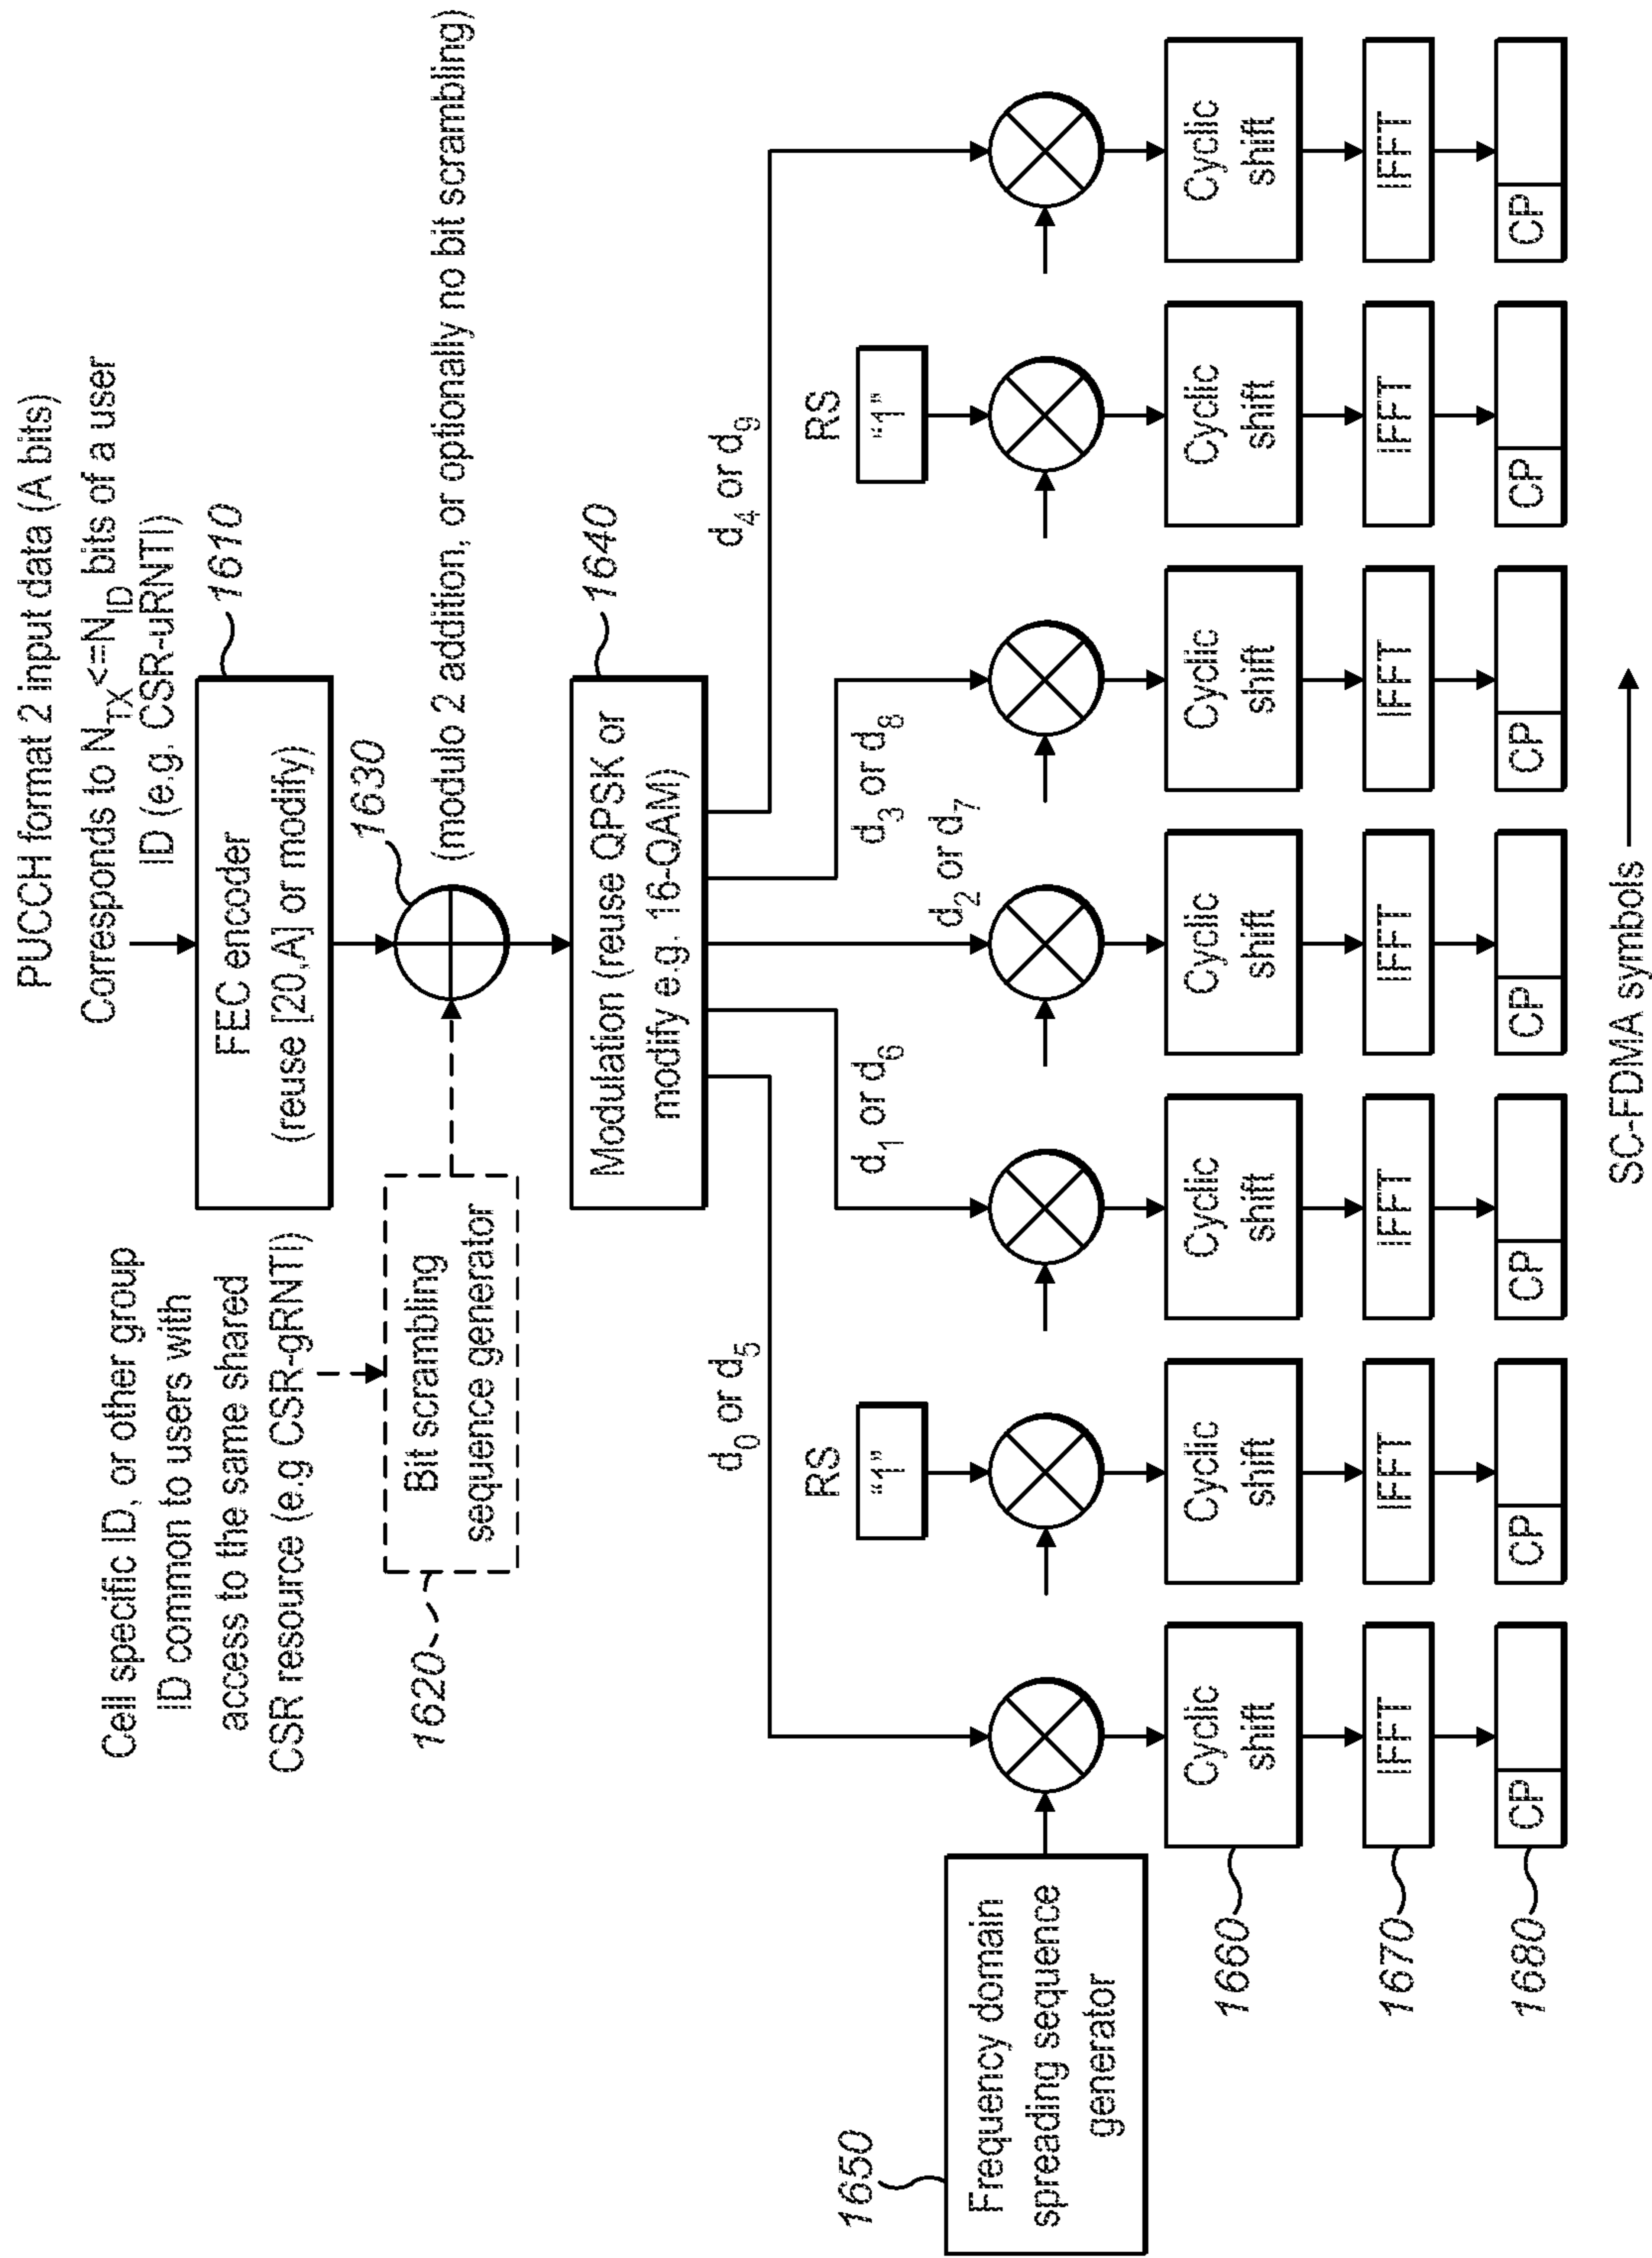 PUCCH format 2 input data (A bits)
Corresponds to N_TX <=N_ID bits of a user
ID (e.g. CSR-uRNTI)
Cell specific ID, or other group
ID common to users with
access to the same shared
CSR resource (e.g CSR-gRNTI)
FEC encoder
(reuse [20,A] or modify)
1610
Bit scrambling
sequence generator
1620
1630
(modulo 2 addition, or optionally no bit scrambling)
Modulation (reuse QPSK or
modify e.g. 16-QAM)
1640
d0 or d5
d1 or d6
d2 or d7
d3 or d8
d4 or d9
RS
"1"
RS
"1"
1650
Frequency domain
spreading sequence
generator
Cyclic
shift
Cyclic
shift
Cyclic
shift
Cyclic
shift
Cyclic
shift
Cyclic
shift
Cyclic
shift
1660
IFFT
IFFT
IFFT
IFFT
IFFT
IFFT
IFFT
1670
CP
CP
CP
CP
CP
CP
CP
1680
SC-FDMA symbols